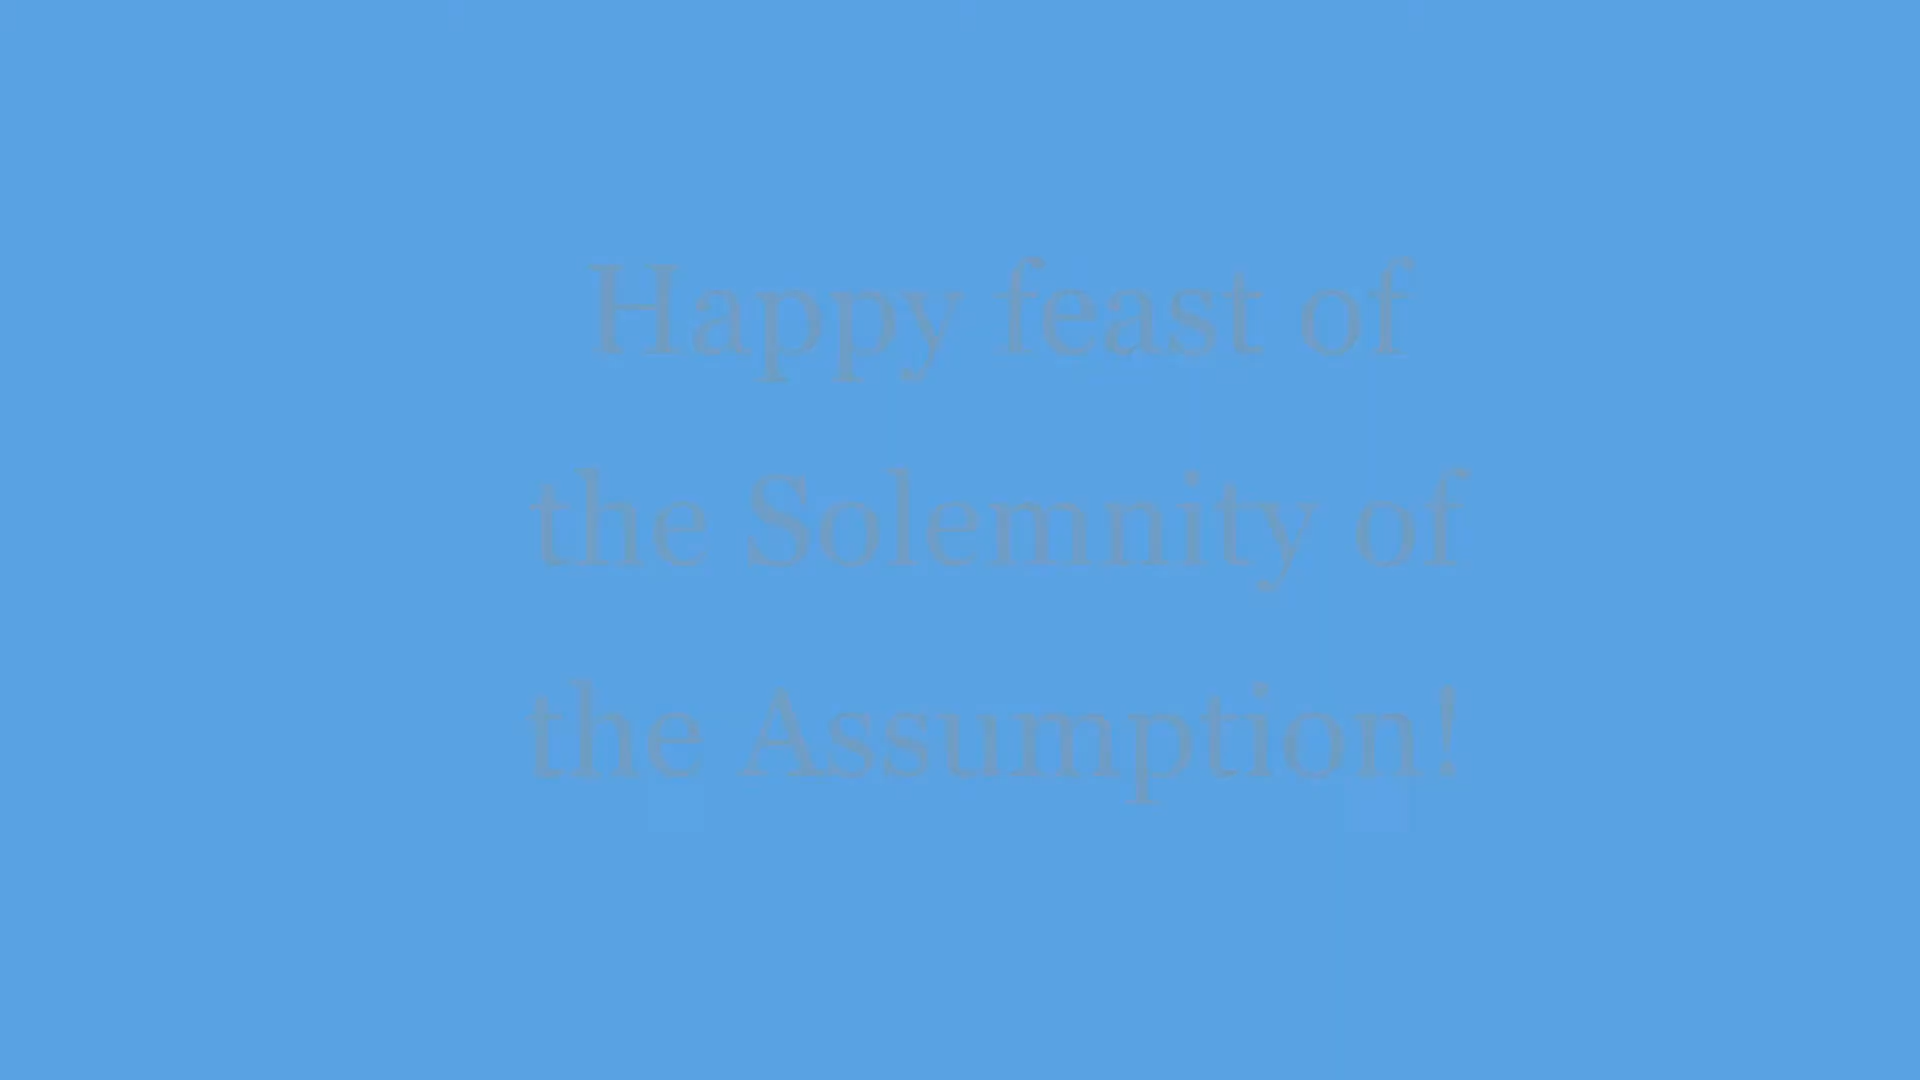 Happy feast of
the Solemnity of
the Assumption!